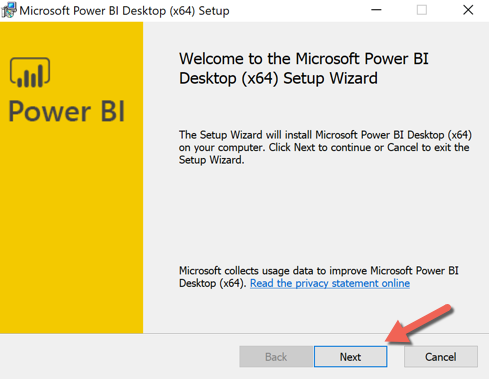 Microsoft Power BI Desktop (x64) Setup
Power BI
Welcome to the Microsoft Power BI
Desktop (x64) Setup Wizard
The Setup Wizard will install Microsoft Power BI Desktop (x64)
on your computer. Click Next to continue or Cancel to exit the
Setup Wizard.
Microsoft collects usage data to improve Microsoft Power BI
Desktop (x64). Read the privacy statement online
Back Next Cancel